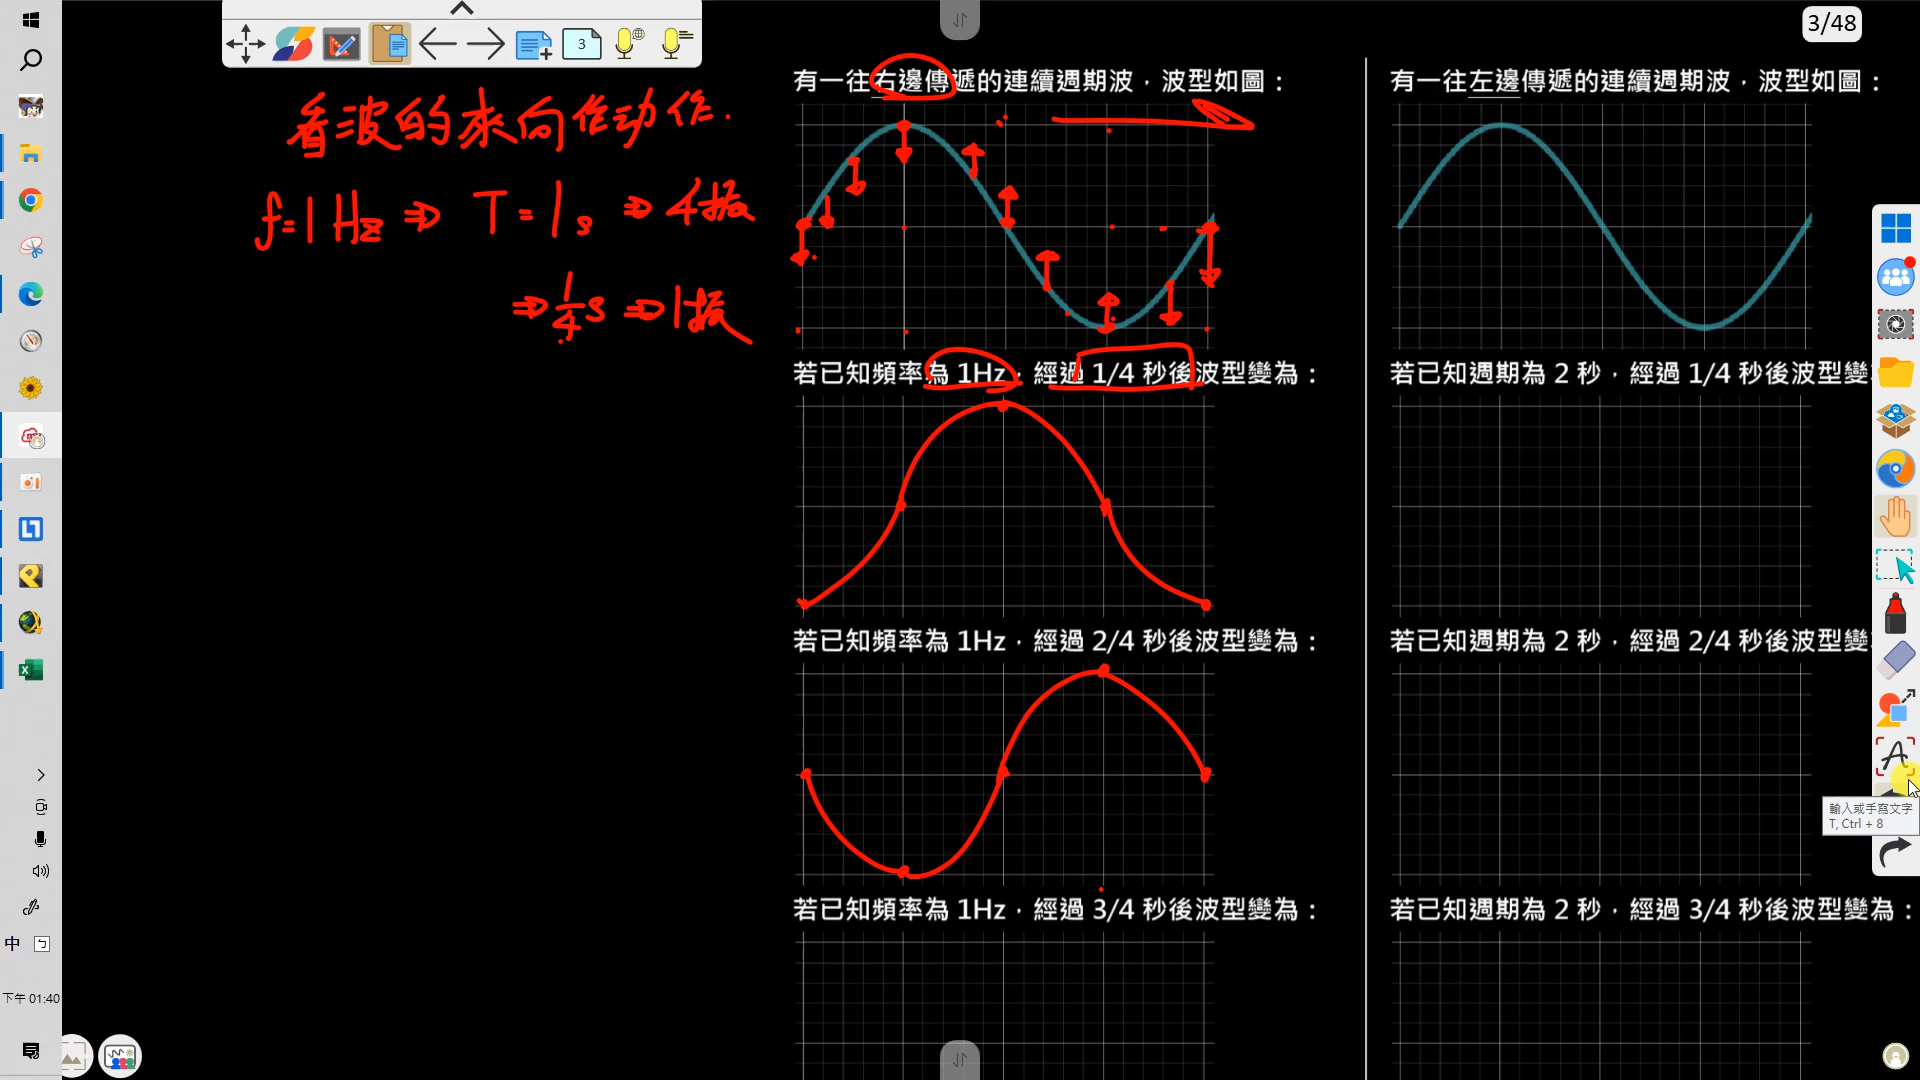 3/48
3
看波的來向作动作.
f=1Hz ⇒ T=1s ⇒ 4振
⇒ 1/4 s ⇒ 1振
有一往右邊傳遞的連續週期波，波型如圖：
若已知頻率為 1Hz，經過 1/4 秒後波型變為：
若已知頻率為 1Hz，經過 2/4 秒後波型變為：
若已知頻率為 1Hz，經過 3/4 秒後波型變為：
有一往左邊傳遞的連續週期波，波型如圖：
若已知週期為 2 秒，經過 1/4 秒後波型變
若已知週期為 2 秒，經過 2/4 秒後波型變
若已知週期為 2 秒，經過 3/4 秒後波型變為：
輸入或手寫文字
T, Ctrl + 8
中 ㄅ
下午 01:40